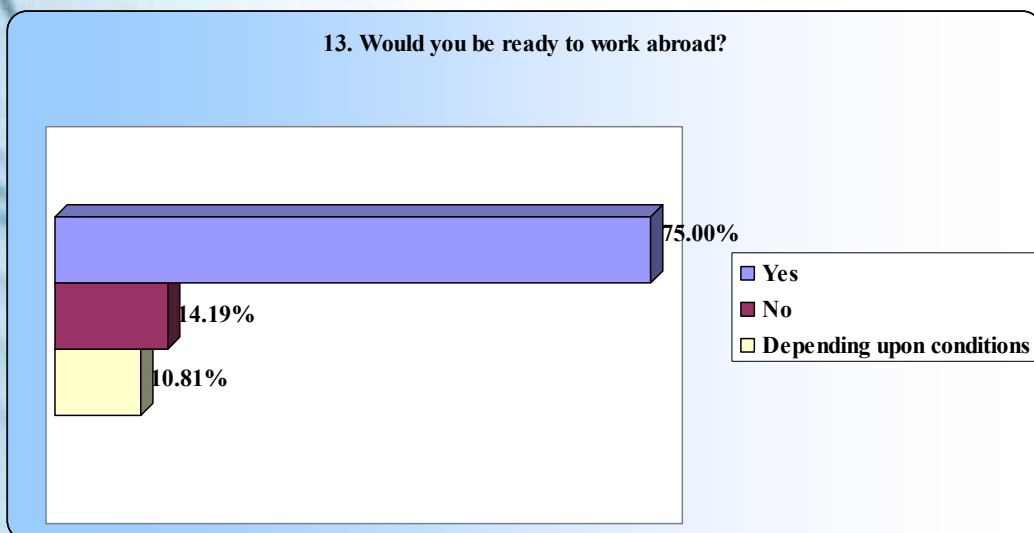 13. Would you be ready to work abroad?
75.00%
14.19%
10.81%
Yes
No
Depending upon conditions